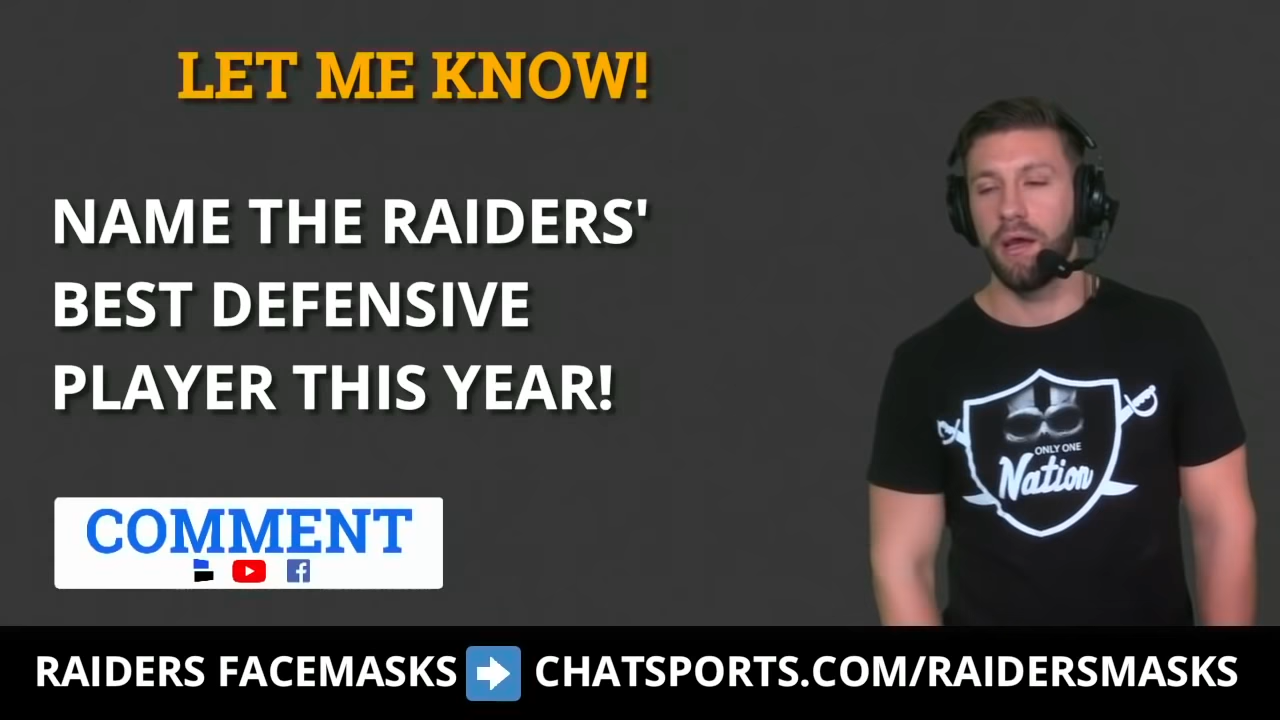 LET ME KNOW!
NAME THE RAIDERS'
BEST DEFENSIVE
PLAYER THIS YEAR!
COMMENT
ONLY ONE
Nation
RAIDERS FACEMASKS CHATSPORTS.COM/RAIDERSMASKS